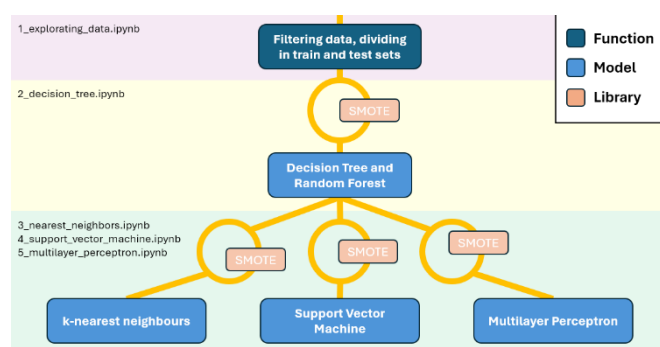 1_explorating_data.ipynb
Filtering data, dividing
in train and test sets
Function
Model
Library
2_decision_tree.ipynb
SMOTE
Decision Tree and
Random Forest
3_nearest_neighbors.ipynb
4_support_vector_machine.ipynb
5_multilayer_perceptron.ipynb
SMOTE
SMOTE
SMOTE
k-nearest neighbours
Support Vector
Machine
Multilayer Perceptron